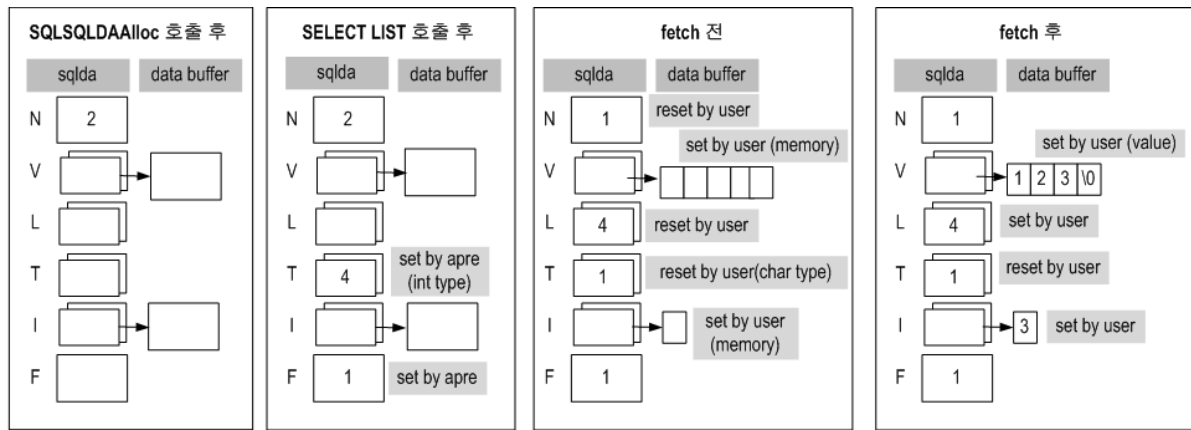 SQLSQLDAAlloc 호출 후
sqlda data buffer
N 2
V
L
T
I
F
SELECT LIST 호출 후
sqlda data buffer
N 2
V
L
T 4 set by apre
(int type)
I
F 1 set by apre
fetch 전
sqlda data buffer
N 1 reset by user
set by user (memory)
V
L 4 reset by user
T 1 reset by user(char type)
I set by user
(memory)
F 1
fetch 후
sqlda data buffer
N 1
set by user (value)
V 1 2 3 \0
L 4 set by user
T 1 reset by user
I 3 set by user
F 1